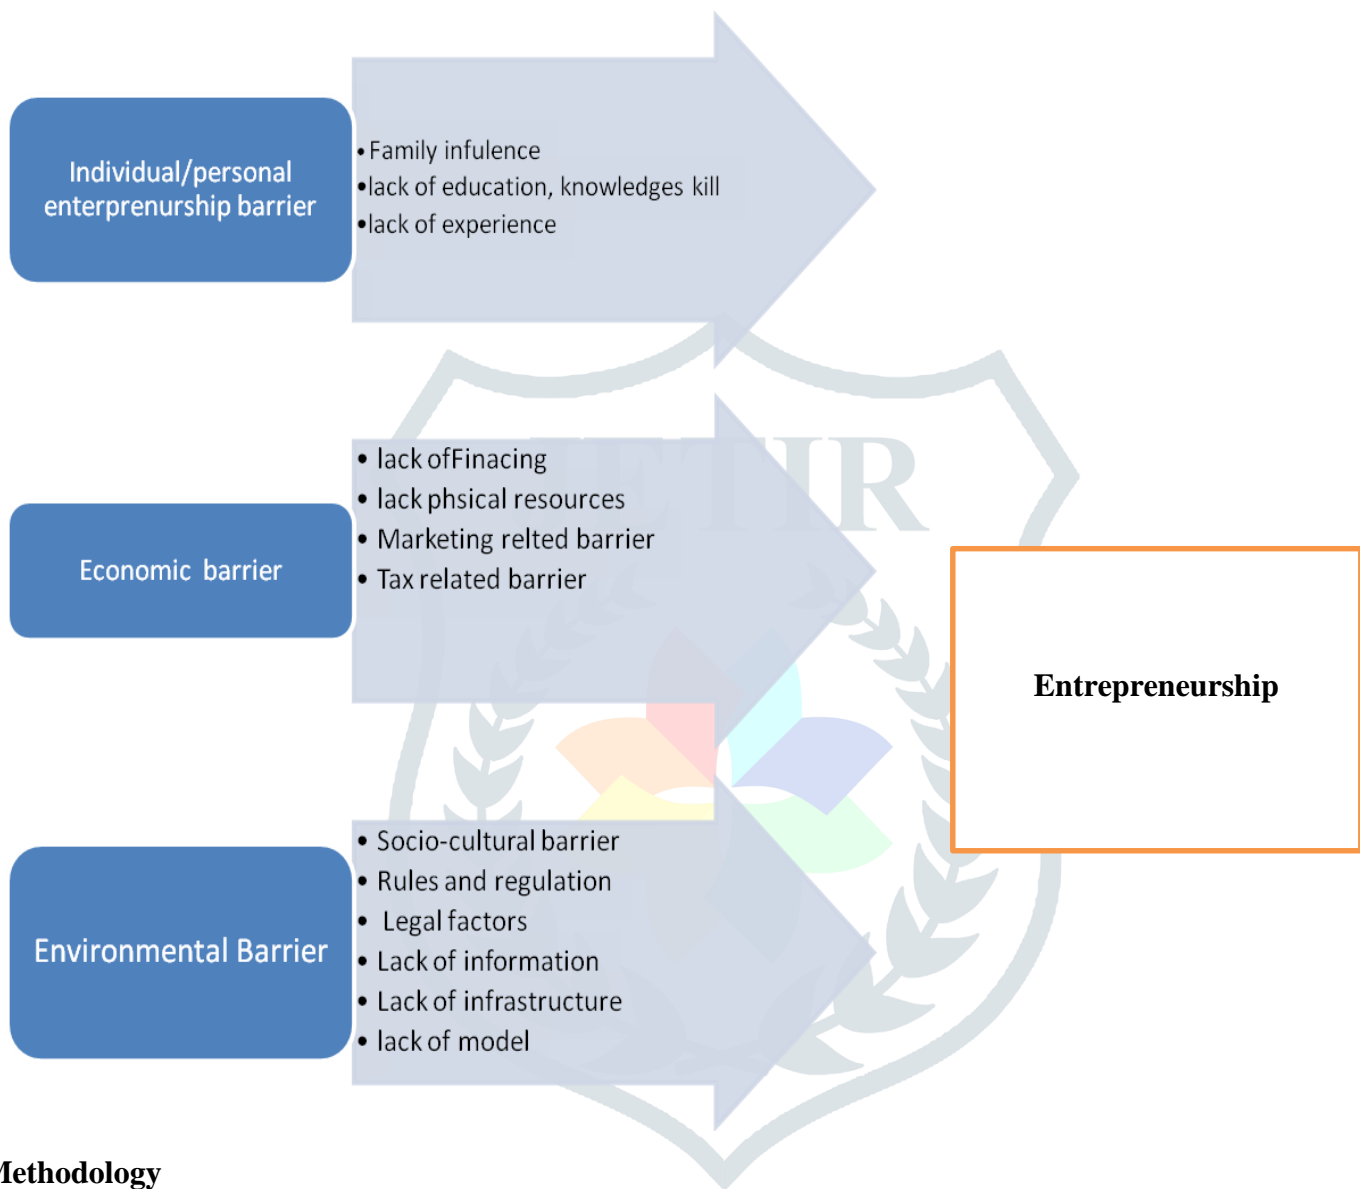 Individual/personal
enterprenurship barrier
• Family infulence
•lack of education, knowledges kill
•lack of experience
JETIR
• lack ofFinacing
• lack phsical resources
• Marketing relted barrier
• Tax related barrier
Economic barrier
Entrepreneurship
• Socio-cultural barrier
• Rules and regulation
• Legal factors
• Lack of information
• Lack of infrastructure
• lack of model
Environmental Barrier
Methodology